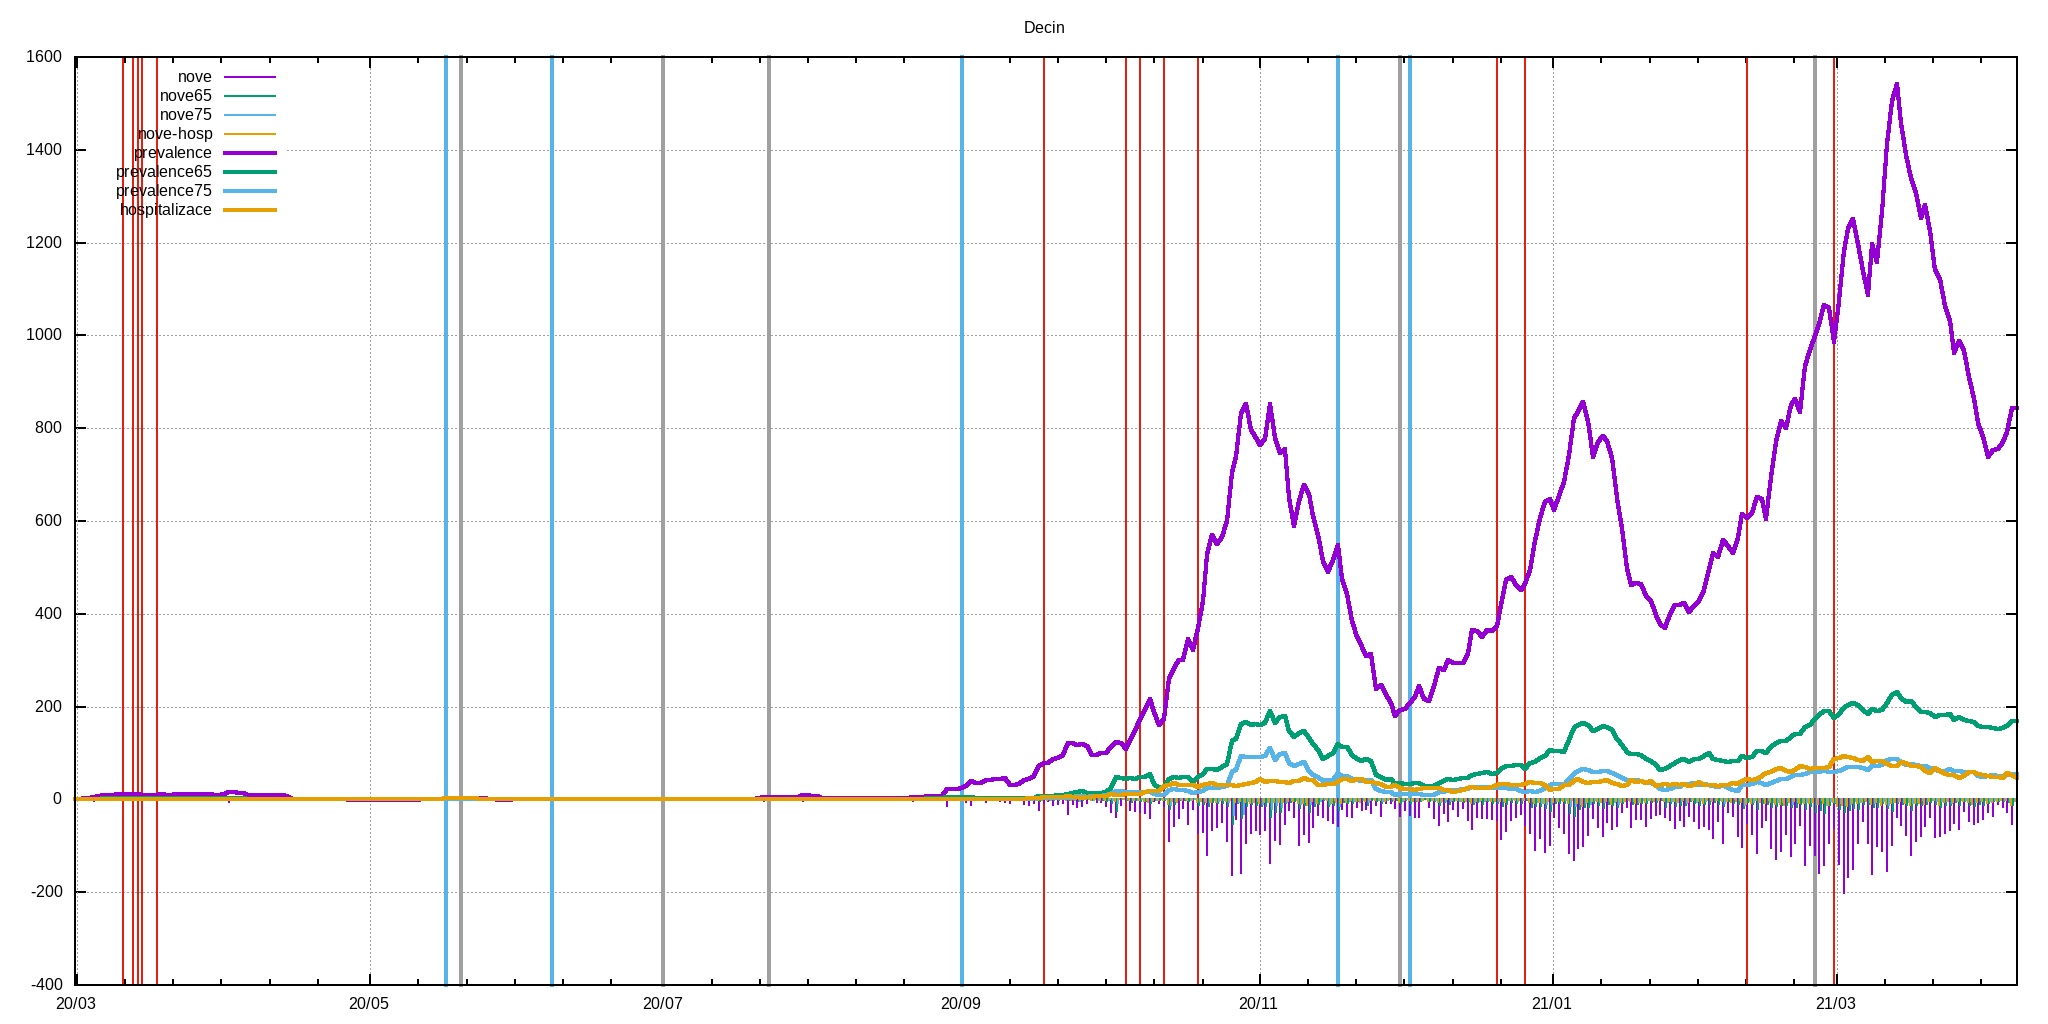 Decin
1600
nove
nove65
nove75
nove-hosp
1400
prevalence
prevalence65
prevalence75
hospitalizace
1200
1000
800
600
400
200
0
-200
-400
20/03 20/05 20/07 20/09 20/11 21/01 21/03